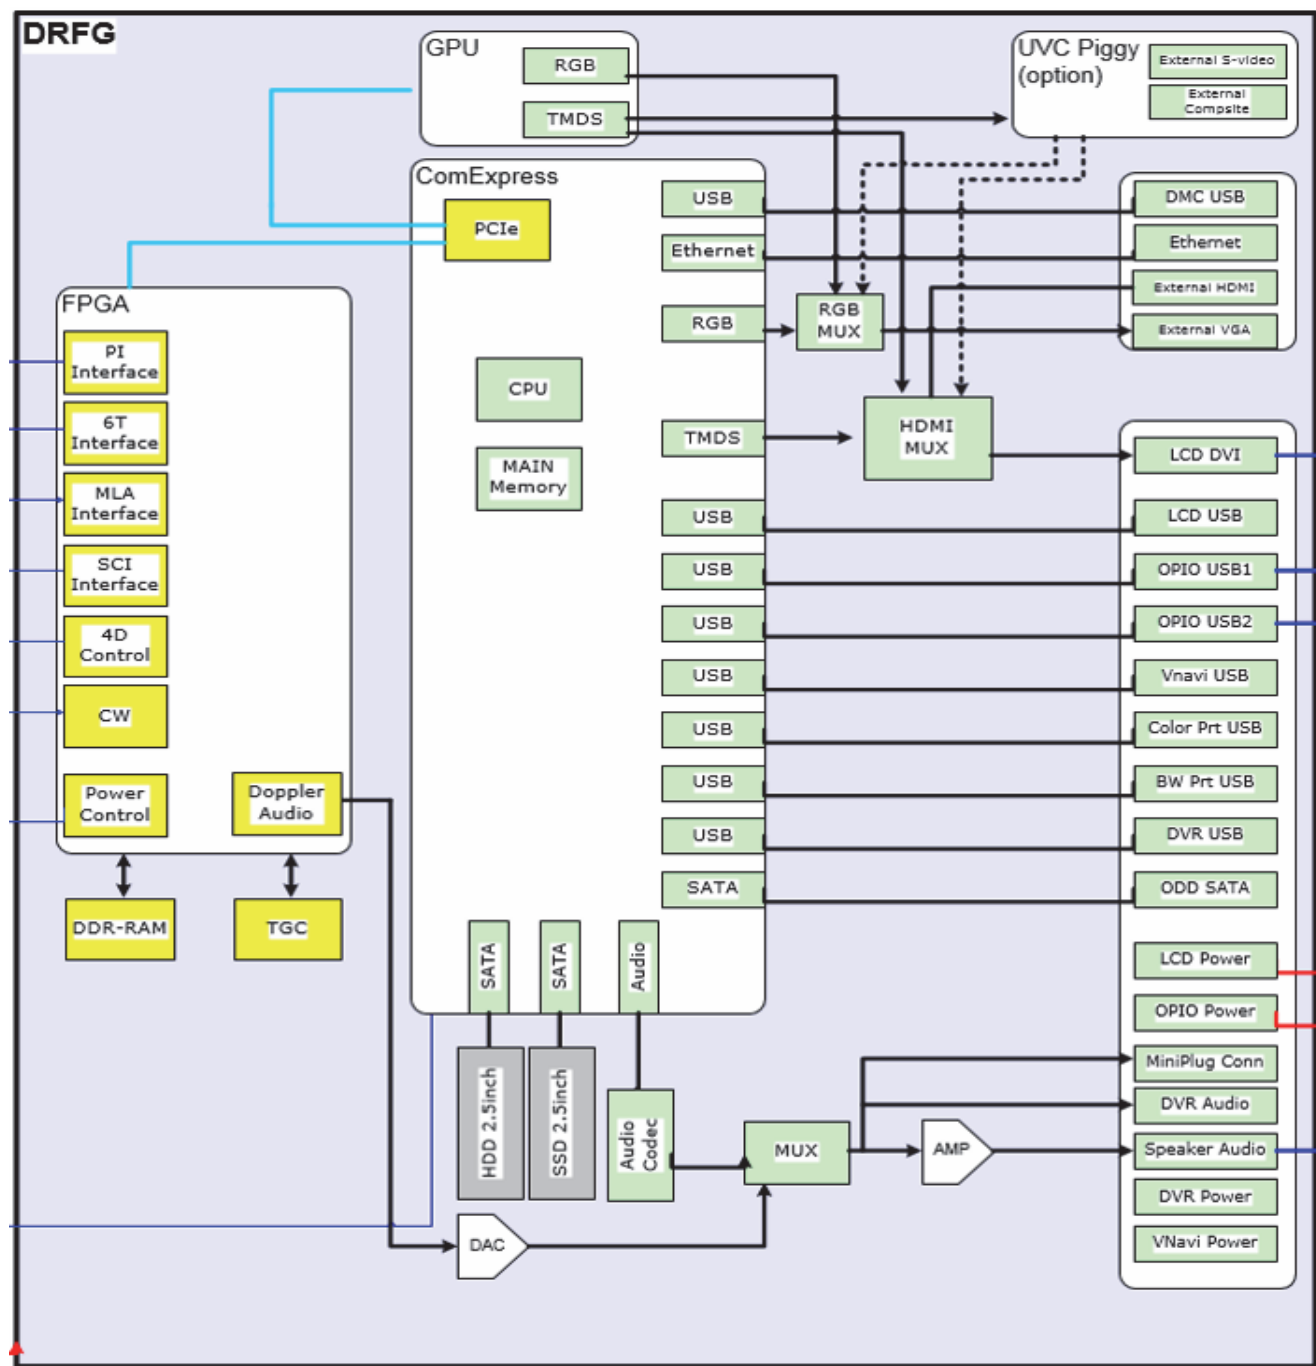 DRFG
GPU
RGB
TMDS
UVC Piggy
(option)
External S-video
External
Compsite
ComExpress
PCIe
USB
Ethernet
RGB
CPU
MAIN
Memory
TMDS
USB
USB
USB
USB
USB
USB
USB
SATA
SATA
SATA
Audio
RGB
MUX
HDMI
MUX
DMC USB
Ethernet
External HDMI
External VGA
FPGA
PI
Interface
6T
Interface
MLA
Interface
SCI
Interface
4D
Control
CW
Power
Control
Doppler
Audio
DDR-RAM
TGC
LCD DVI
LCD USB
OPIO USB1
OPIO USB2
Vnavi USB
Color Prt USB
BW Prt USB
DVR USB
ODD SATA
LCD Power
OPIO Power
MiniPlug Conn
DVR Audio
Speaker Audio
DVR Power
VNavi Power
HDD 2.5inch
SSD 2.5inch
Audio
Codec
MUX
AMP
DAC